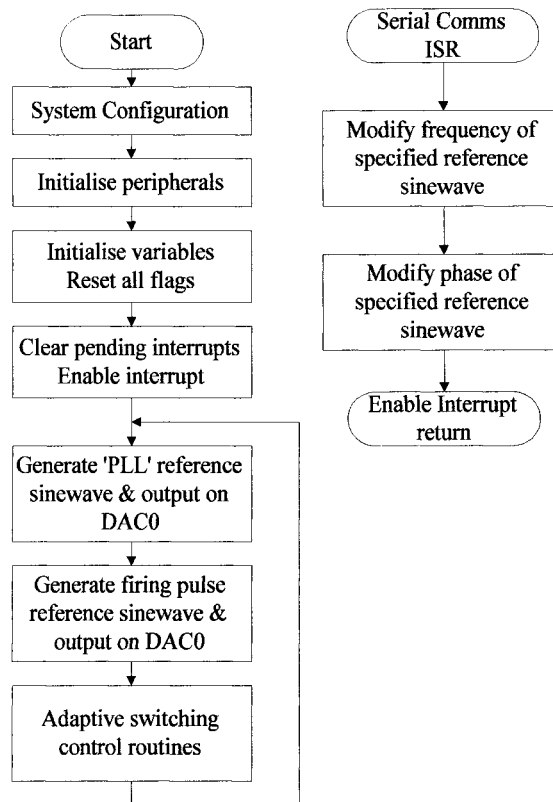 Start
System Configuration
Initialise peripherals
Initialise variables
Reset all flags
Clear pending interrupts
Enable interrupt
Generate 'PLL' reference
sinewave & output on
DAC0
Generate firing pulse
reference sinewave &
output on DAC0
Adaptive switching
control routines
Serial Comms
ISR
Modify frequency of
specified reference
sinewave
Modify phase of
specified reference
sinewave
Enable Interrupt
return